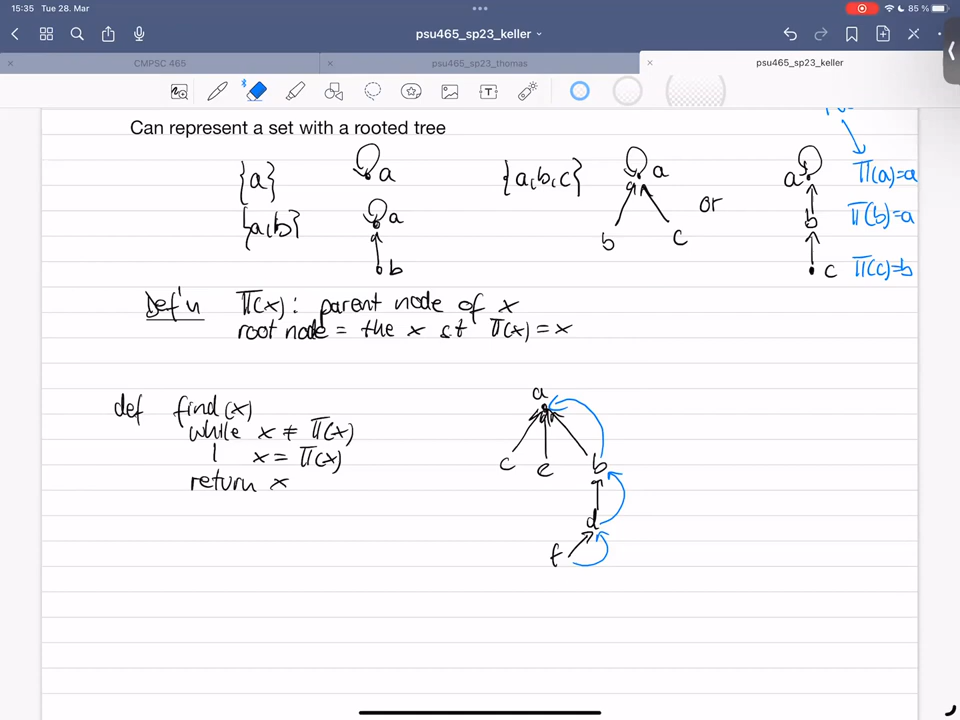 15:35 Tue 28. Mar
85 %
psu465_sp23_keller
CMPSC 465
psu465_sp23_thomas
psu465_sp23_keller
Can represent a set with a rooted tree
{a}
a
{a,b}
a
b
{a,b,c}
a
b c
or
a
b
c
π(a)=a
π(b)=a
π(c)=b
Def'n π(x): parent node of x
root node = the x st π(x) = x
def find(x)
while x ≠ π(x)
x = π(x)
return x
a
c e b
d
f